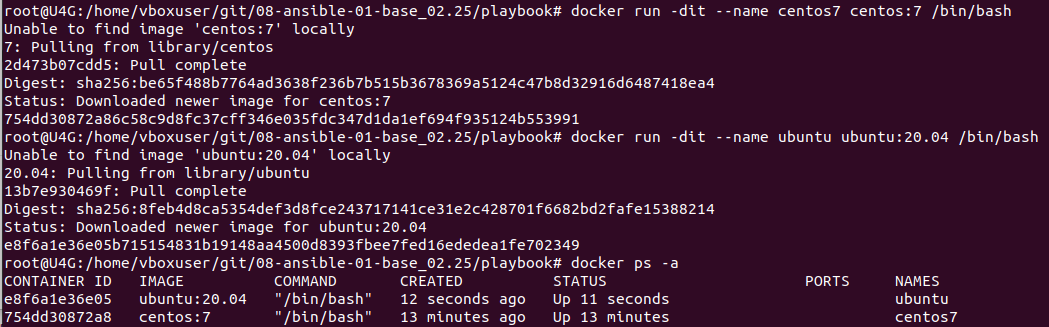 root@U4G:/home/vboxuser/git/08-ansible-01-base_02.25/playbook# docker run -dit --name centos7 centos:7 /bin/bash
Unable to find image 'centos:7' locally
7: Pulling from library/centos
2d473b07cdd5: Pull complete
Digest: sha256:be65f488b7764ad3638f236b7b515b3678369a5124c47b8d32916d6487418ea4
Status: Downloaded newer image for centos:7
754dd30872a86c58c9d8fc37cff346e035fdc347d1da1ef694f935124b553991
root@U4G:/home/vboxuser/git/08-ansible-01-base_02.25/playbook# docker run -dit --name ubuntu ubuntu:20.04 /bin/bash
Unable to find image 'ubuntu:20.04' locally
20.04: Pulling from library/ubuntu
13b7e930469f: Pull complete
Digest: sha256:8feb4d8ca5354def3d8fce243717141ce31e2c428701f6682bd2fafe15388214
Status: Downloaded newer image for ubuntu:20.04
e8f6a1e36e05b715154831b19148aa4500d8393fbee7fed16ededea1fe702349
root@U4G:/home/vboxuser/git/08-ansible-01-base_02.25/playbook# docker ps -a
CONTAINER ID   IMAGE          COMMAND       CREATED          STATUS                      PORTS     NAMES
e8f6a1e36e05   ubuntu:20.04   "/bin/bash"   12 seconds ago   Up 11 seconds                         ubuntu
754dd30872a8   centos:7       "/bin/bash"   13 minutes ago   Up 13 minutes                         centos7